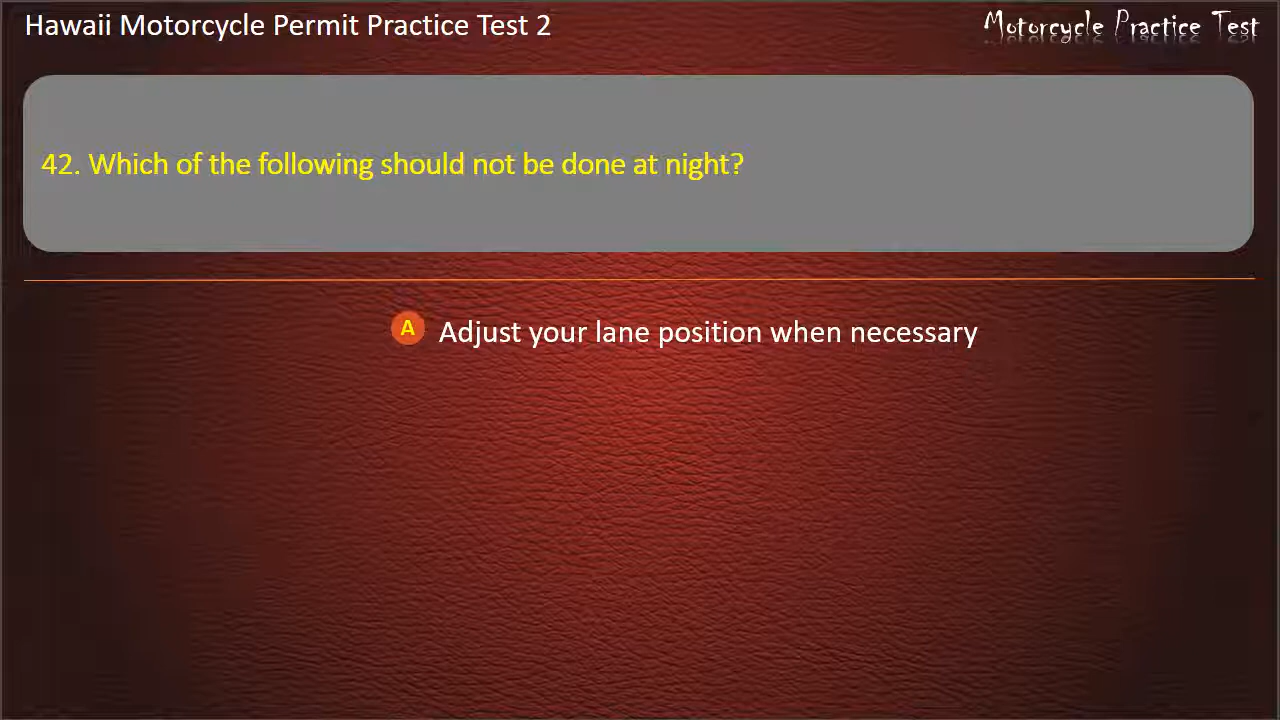 Hawaii Motorcycle Permit Practice Test 2
Motorcycle Practice Test
42. Which of the following should not be done at night?
A Adjust your lane position when necessary